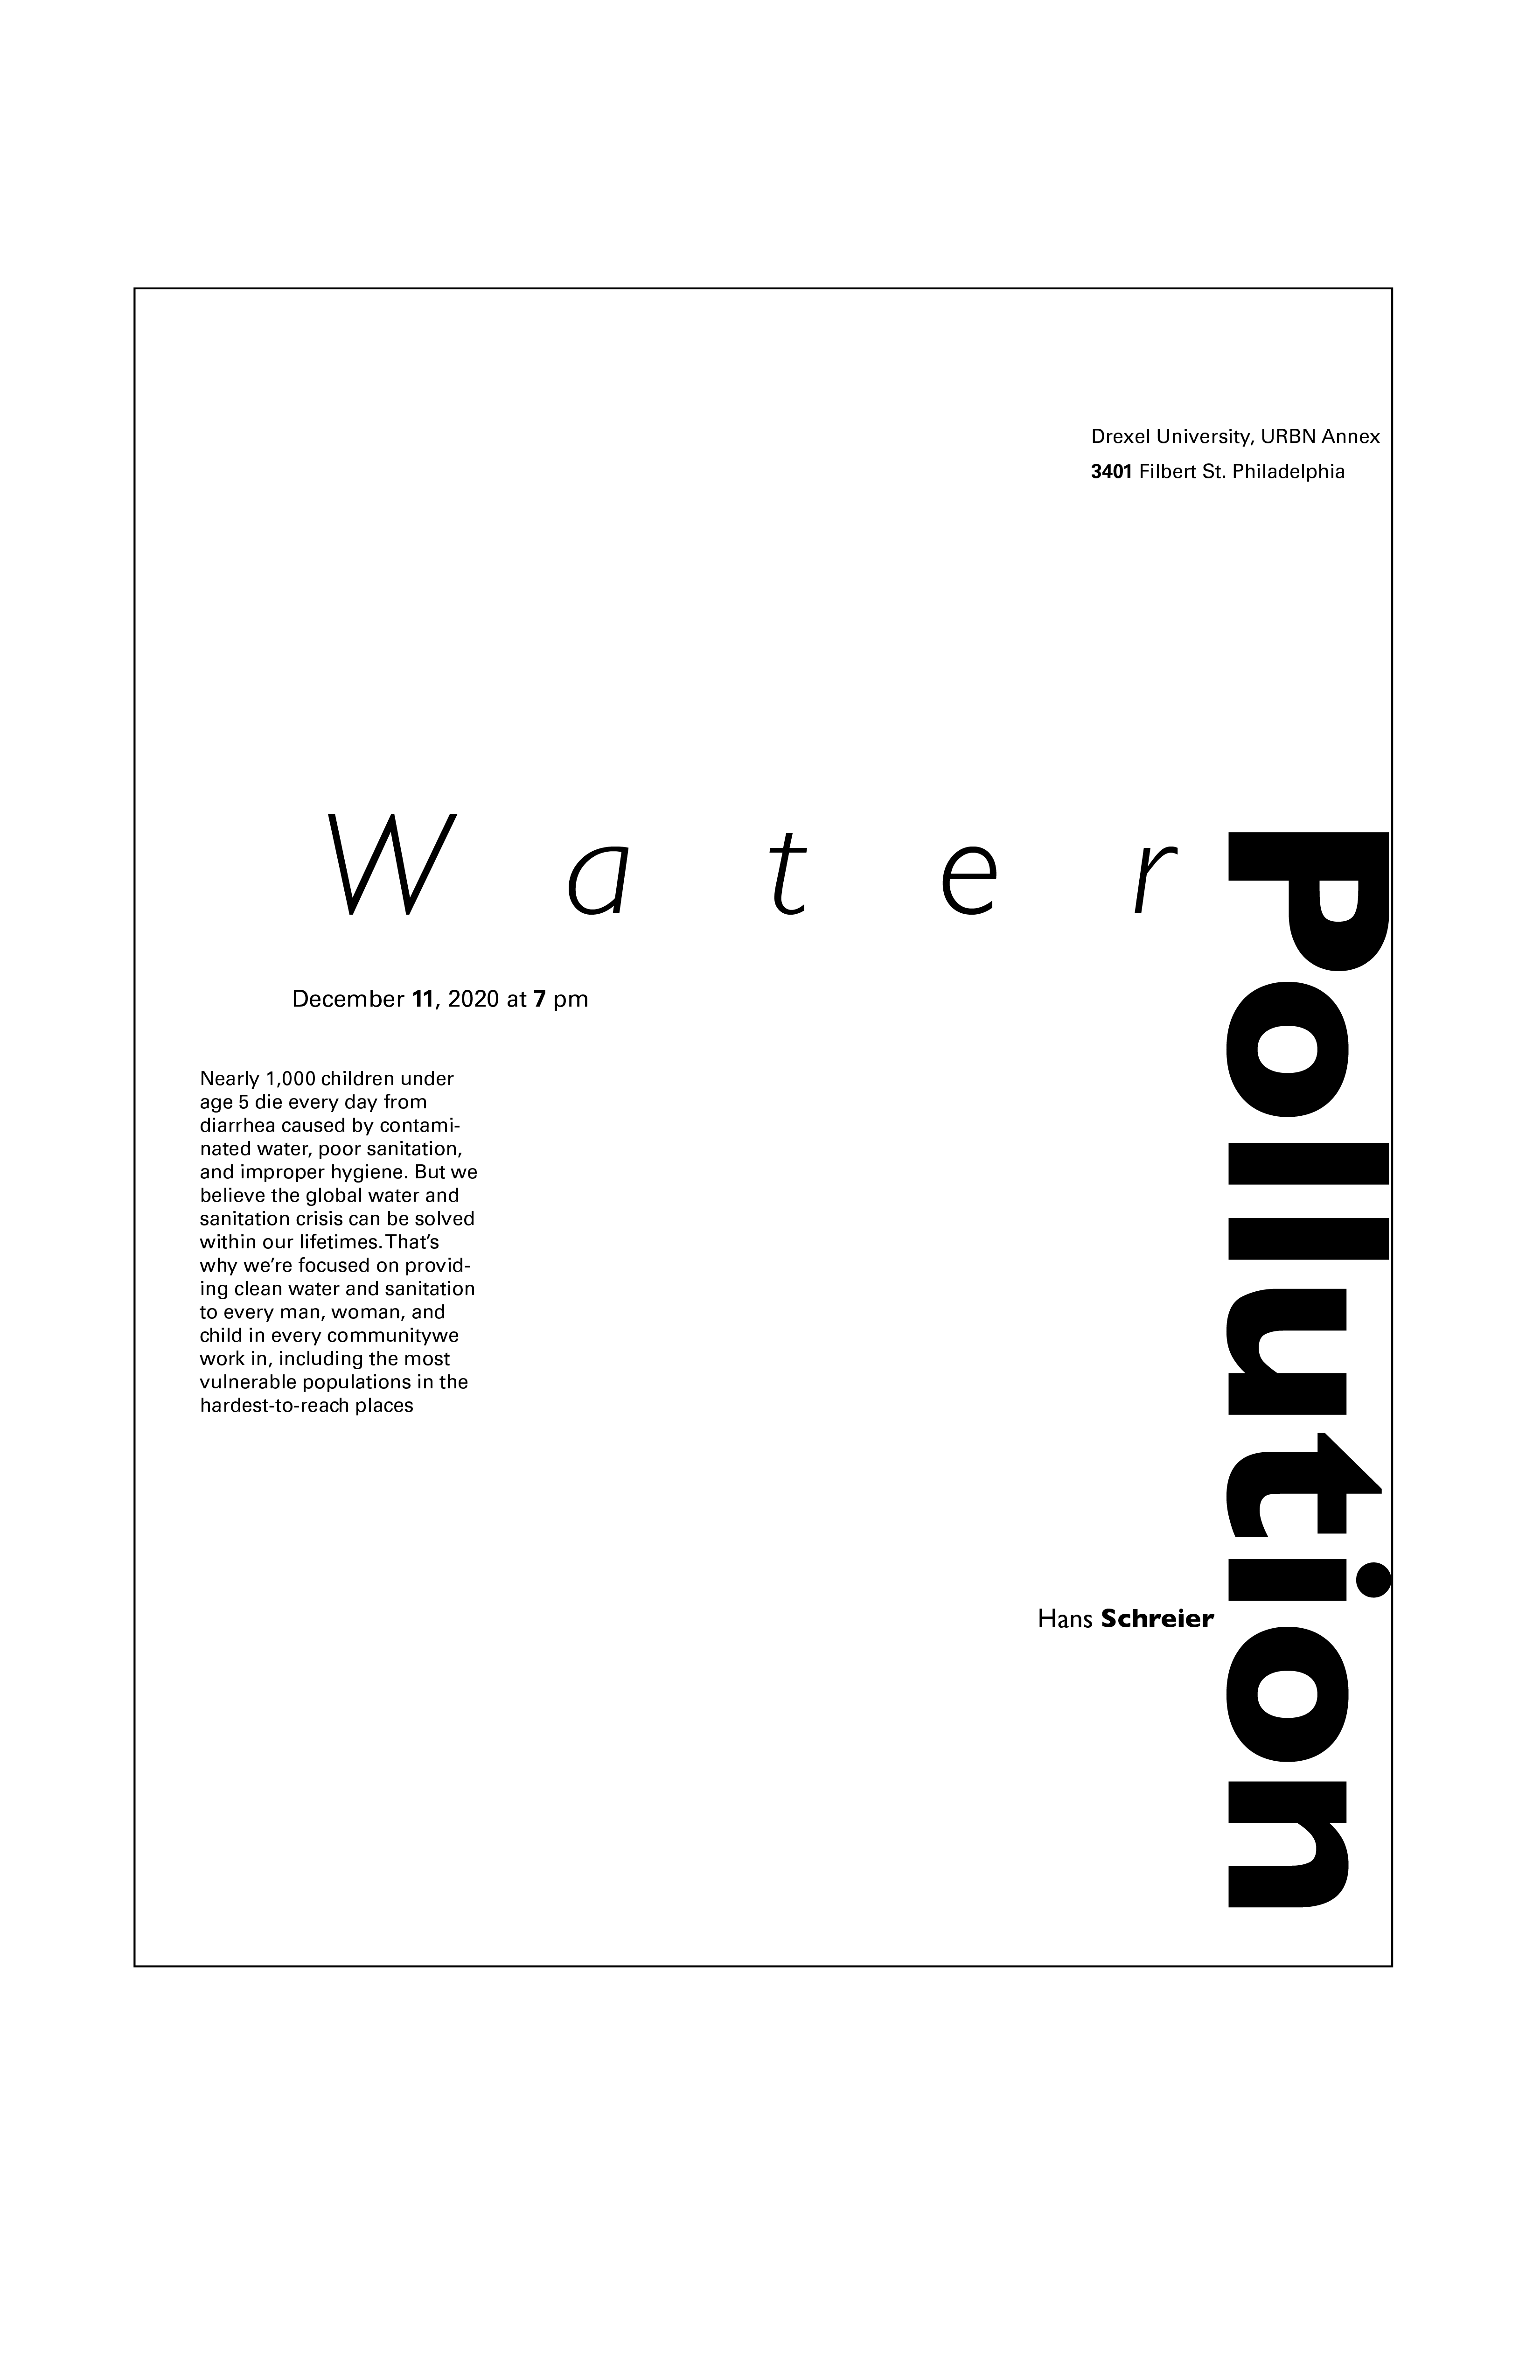 Drexel University, URBN Annex
3401 Filbert St. Philadelphia
Water
Pollution
December 11, 2020 at 7 pm
Nearly 1,000 children under
age 5 die every day from
diarrhea caused by contami-
nated water, poor sanitation,
and improper hygiene. But we
believe the global water and
sanitation crisis can be solved
within our lifetimes. That’s
why we’re focused on provid-
ing clean water and sanitation
to every man, woman, and
child in every communitywe
work in, including the most
vulnerable populations in the
hardest-to-reach places
Hans Schreier